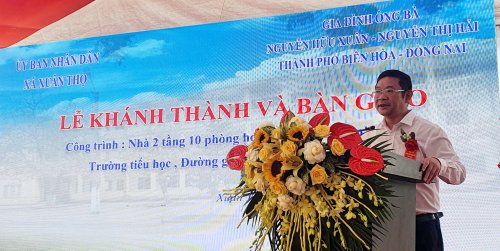 ỦY BAN NHÂN DÂN
XÃ XUÂN THỌ
GIA ĐÌNH ÔNG BÀ
NGUYỄN HỮU XUÂN - NGUYỄN THỊ HẢI
THÀNH PHỐ BIÊN HÒA - ĐỒNG NAI
LỄ KHÁNH THÀNH VÀ BÀN G O
Công trình : Nhà 2 tầng 10 phòng h
Trường tiểu học , Đường g
Xuân